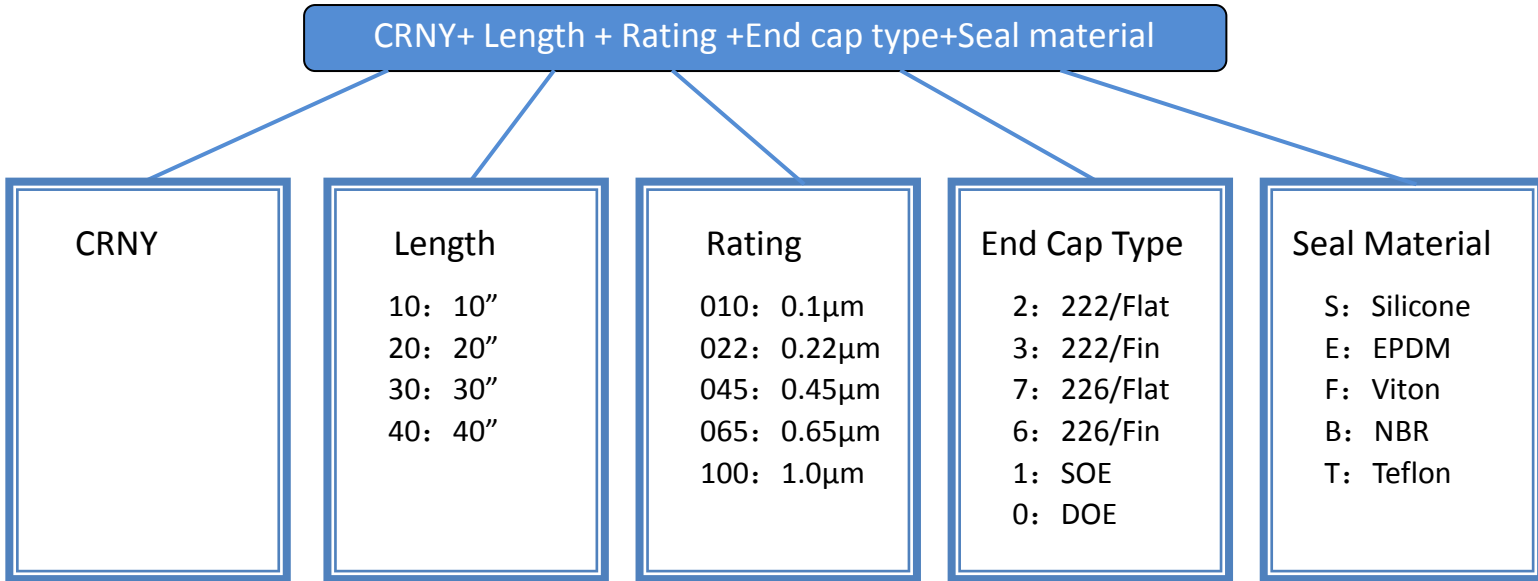 CRNY+ Length + Rating +End cap type+Seal material
CRNY
Length
10：10”
20：20”
30：30”
40：40”
Rating
010：0.1μm
022：0.22μm
045：0.45μm
065：0.65μm
100：1.0μm
End Cap Type
2：222/Flat
3：222/Fin
7：226/Flat
6：226/Fin
1：SOE
0：DOE
Seal Material
S：Silicone
E：EPDM
F：Viton
B：NBR
T：Teflon